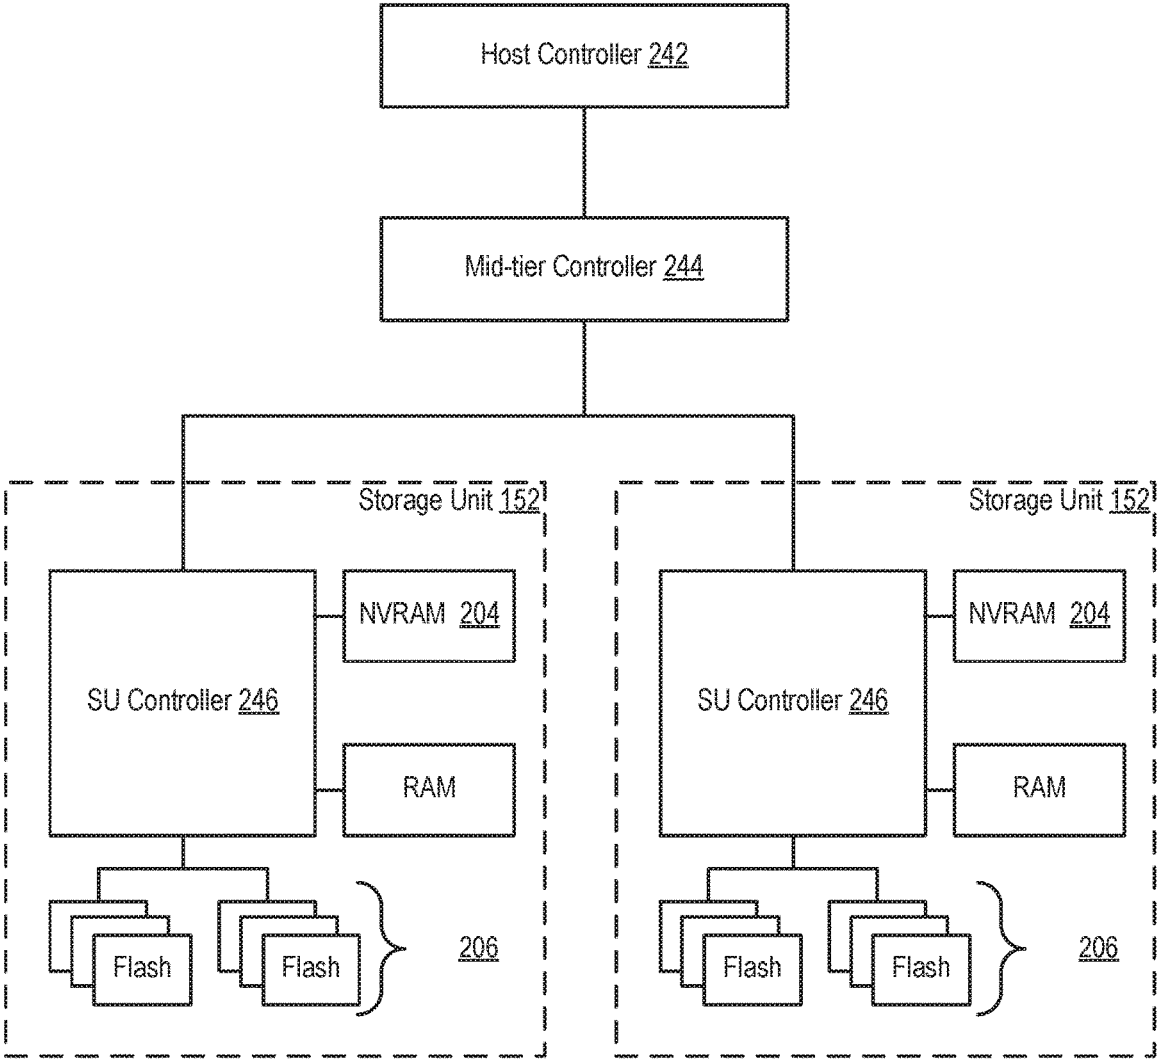 Host Controller 242
Mid-tier Controller 244
Storage Unit 152
NVRAM 204
SU Controller 246
RAM
Flash
Flash
206
Storage Unit 152
NVRAM 204
SU Controller 246
RAM
Flash
Flash
206